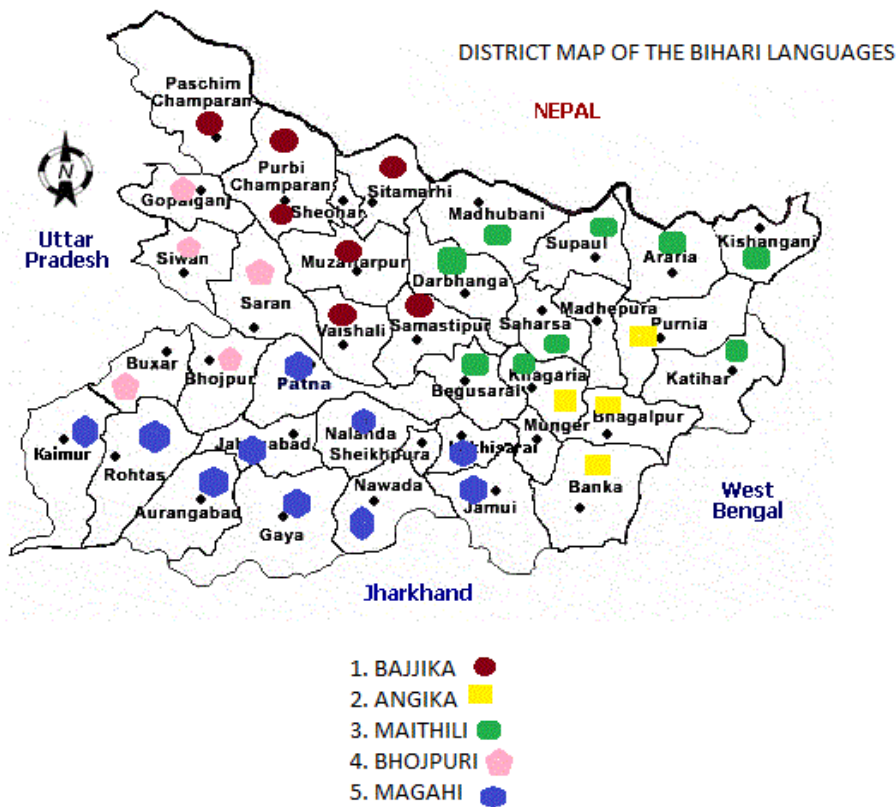 DISTRICT MAP OF THE BIHARI LANGUAGES
Paschim
Champaran
NEPAL
Purbi
Champaran
Sitamarhi
Gopalganj
Sheohar
Madhubani
Supaul
Araria
Kishanganj
Uttar
Pradesh
Siwan
Muzaffarpur
Darbhanga
Saran
Vaishali
Samastipur
Saharsa
Madhepura
Purnia
Buxar
Bhojpur
Patna
Begusarai
Khagaria
Katihar
Kaimur
Rohtas
Jahanabad
Nalanda
Sheikhpura
Lakhisarai
Munger
Bhagalpur
Aurangabad
Gaya
Nawada
Jamui
Banka
West
Bengal
Jharkhand
1. BAJJIKA
2. ANGIKA
3. MAITHILI
4. BHOJPURI
5. MAGAHI
N